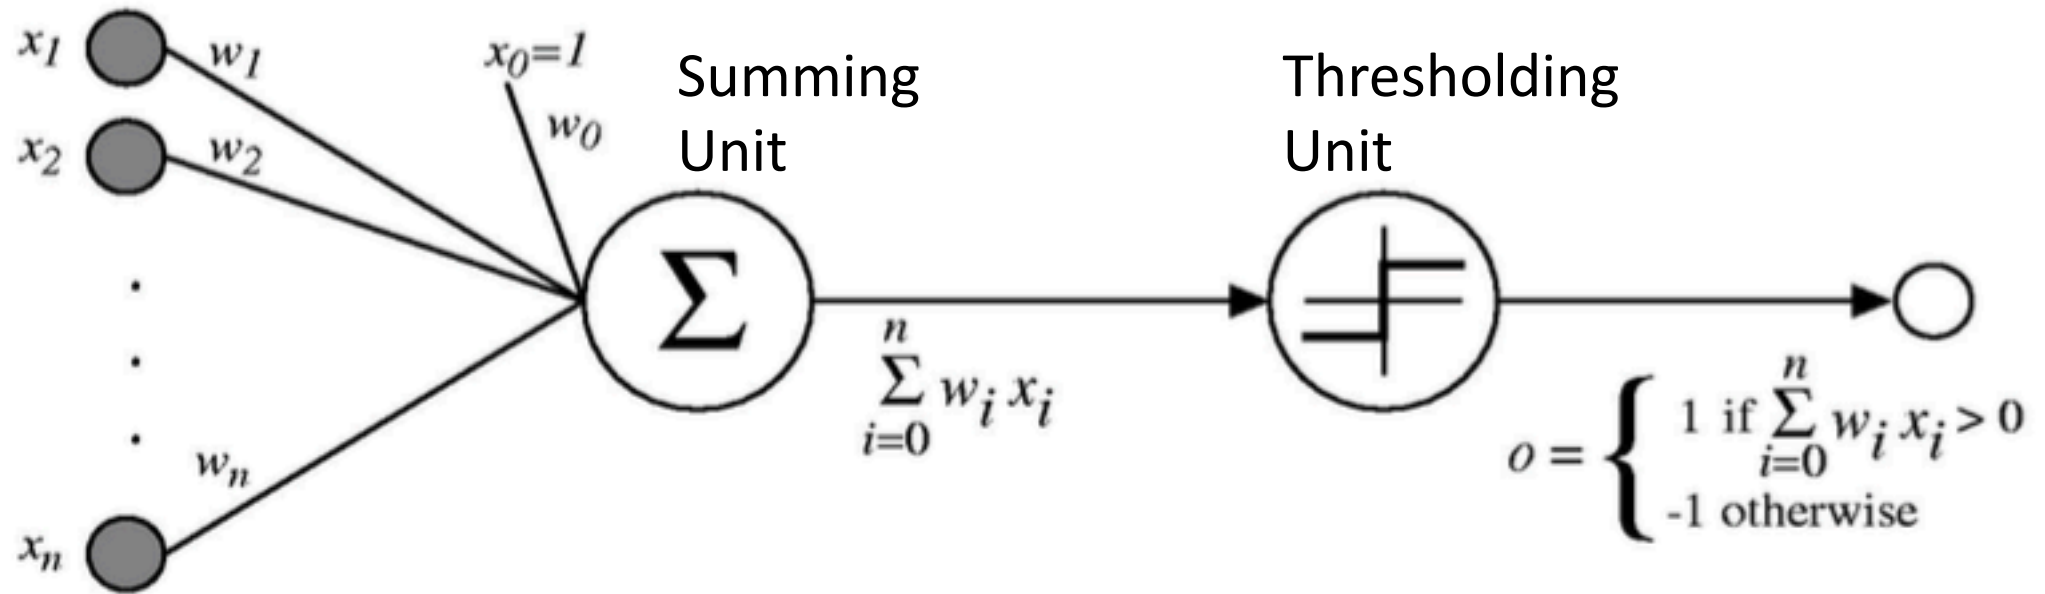 x1 w1
x0=1
w0
Summing
Unit
Thresholding
Unit
x2 w2
.
.
.
wn
xn
Σ
n
Σ wi xi
i=0
n
o = { 1 if Σ wi xi > 0
i=0
-1 otherwise